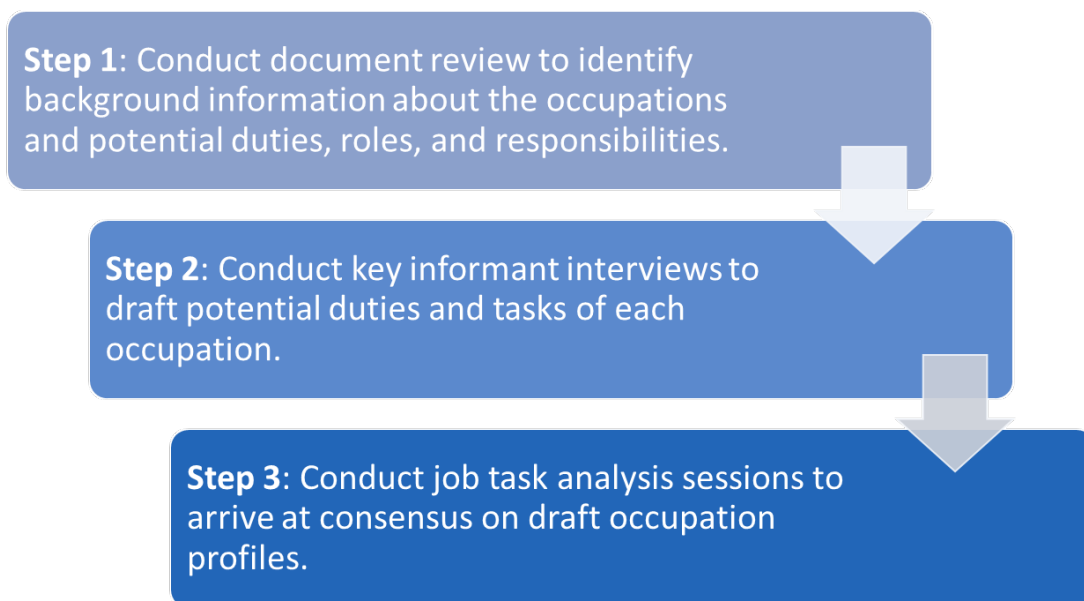 Step 1: Conduct document review to identify
background information about the occupations
and potential duties, roles, and responsibilities.
Step 2: Conduct key informant interviews to
draft potential duties and tasks of each
occupation.
Step 3: Conduct job task analysis sessions to
arrive at consensus on draft occupation
profiles.